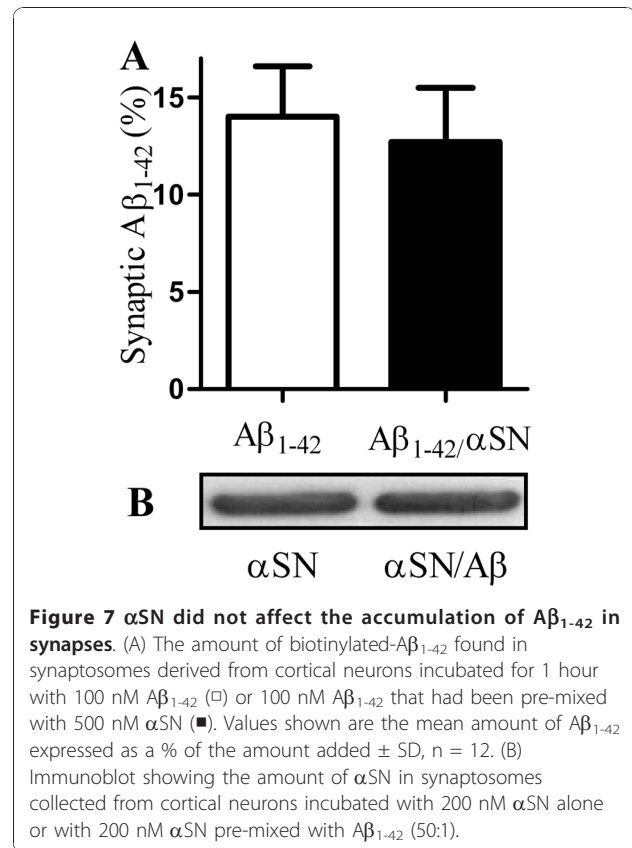 A
Synaptic Aβ1-42 (%)
15
10
5
0
Aβ1-42 Aβ1-42/αSN
B
αSN αSN/Aβ
Figure 7 αSN did not affect the accumulation of Aβ1-42 in
synapses. (A) The amount of biotinylated-Aβ1-42 found in
synaptosomes derived from cortical neurons incubated for 1 hour
with 100 nM Aβ1-42 (□) or 100 nM Aβ1-42 that had been pre-mixed
with 500 nM αSN (■). Values shown are the mean amount of Aβ1-42
expressed as a % of the amount added ± SD, n = 12. (B)
Immunoblot showing the amount of αSN in synaptosomes
collected from cortical neurons incubated with 200 nM αSN alone
or with 200 nM αSN pre-mixed with Aβ1-42 (50:1).